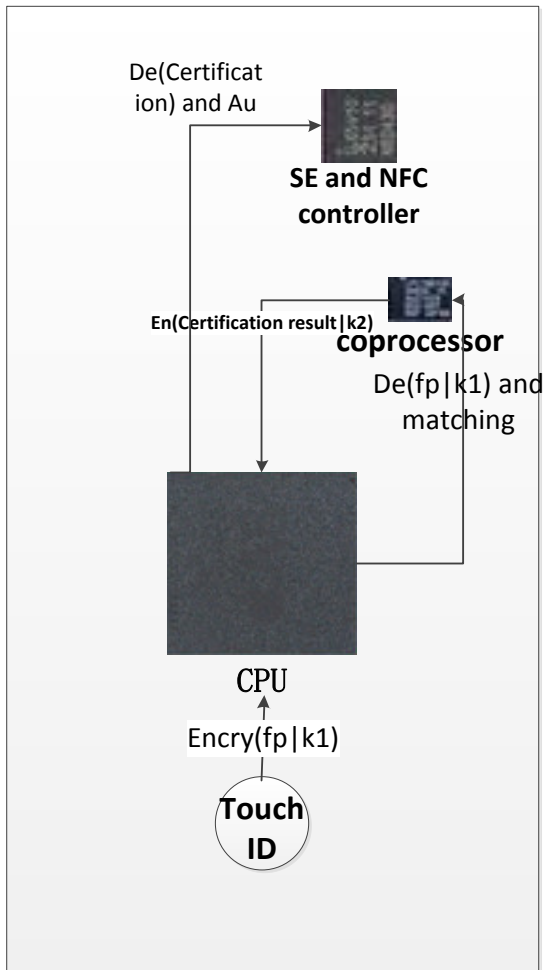 De(Certificat
ion) and Au
SE and NFC
controller
En(Certification result|k2)
coprocessor
De(fp|k1) and
matching
CPU
Encry(fp|k1)
Touch
ID